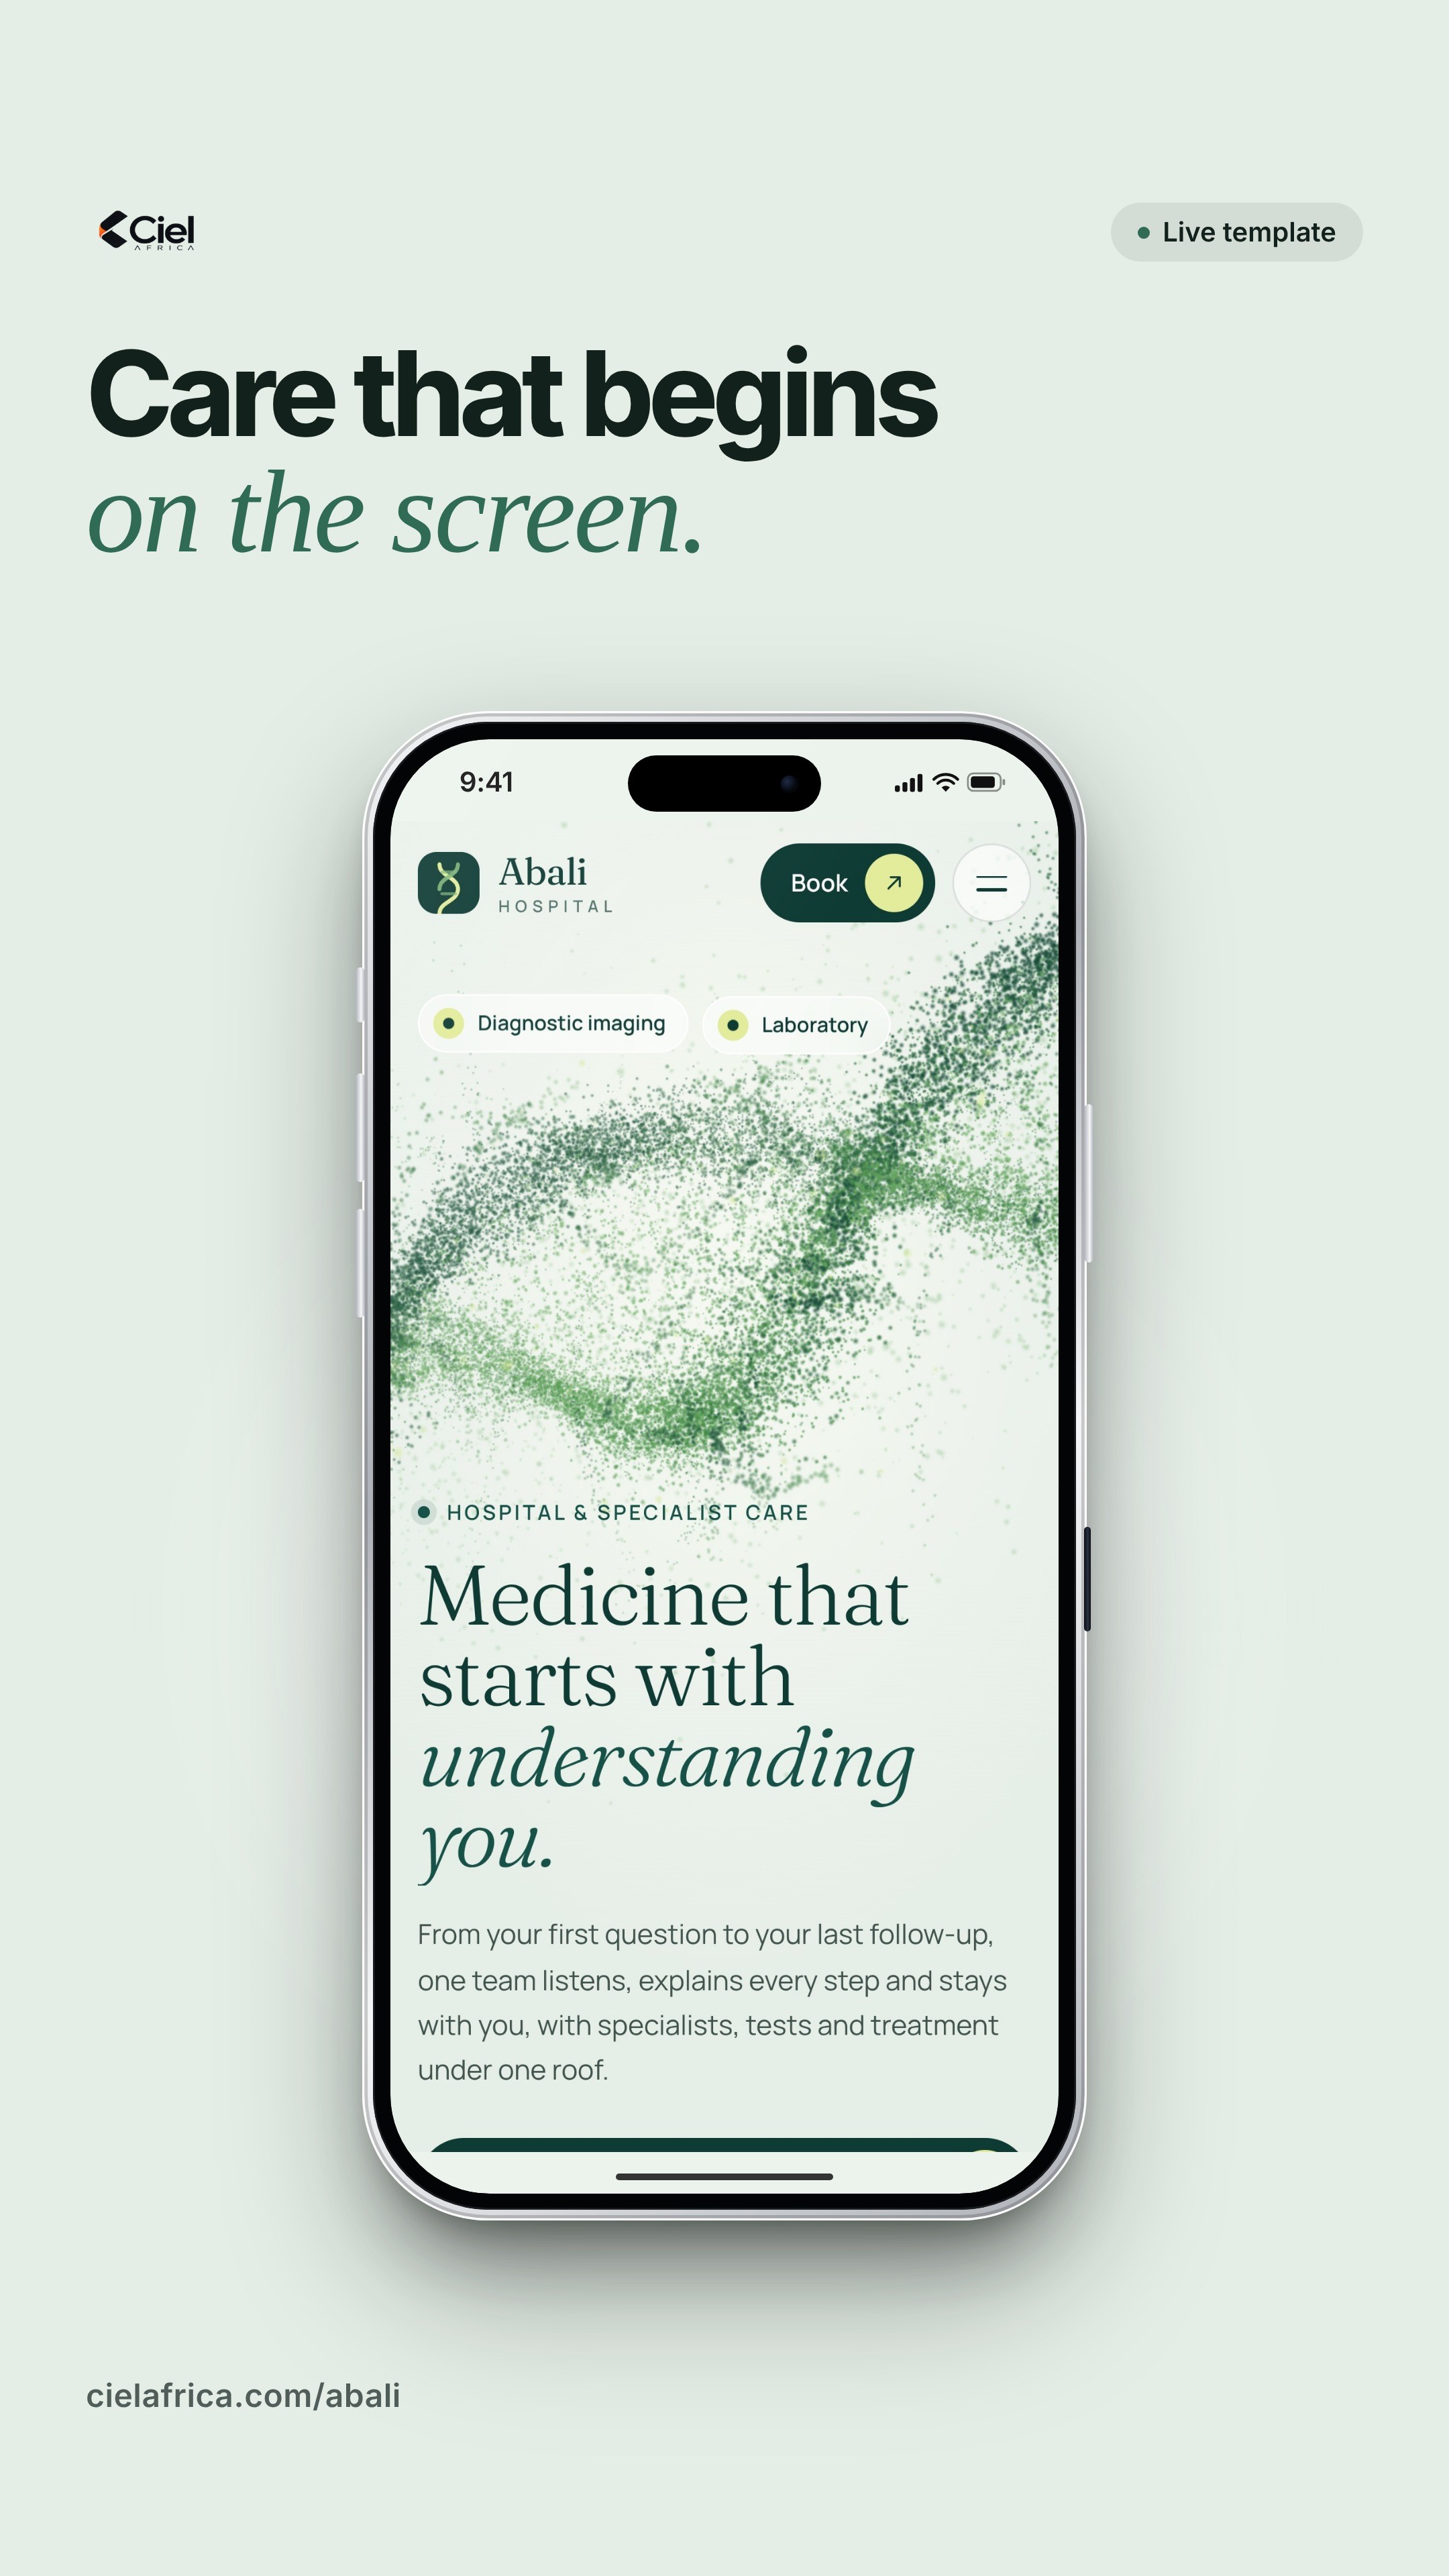 Ciel
AFRICA
Live template
Care that begins
on the screen.
9:41
Abali
HOSPITAL
Book
Diagnostic imaging
Laboratory
HOSPITAL & SPECIALIST CARE
Medicine that
starts with
understanding
you.
From your first question to your last follow-up,
one team listens, explains every step and stays
with you, with specialists, tests and treatment
under one roof.
cielafrica.com/abali